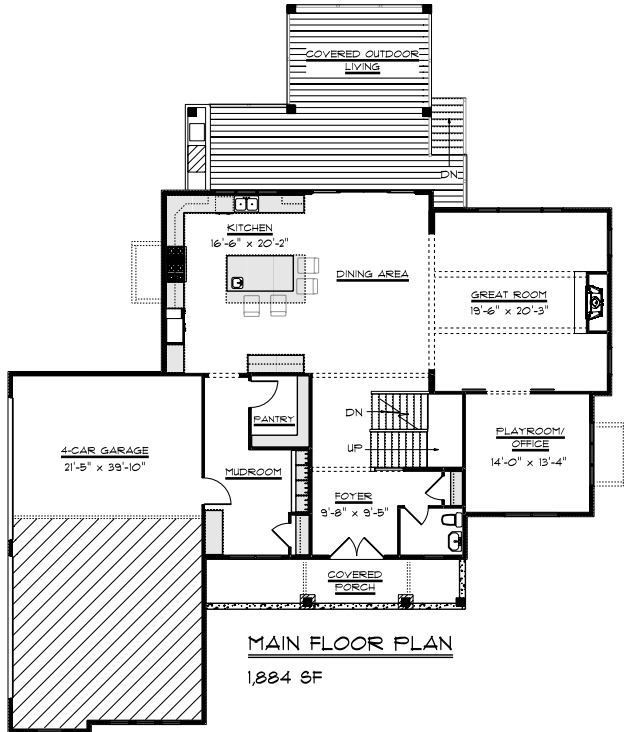 COVERED OUTDOOR
LIVING
DN
KITCHEN
16'-6" x 20'-2"
DINING AREA
GREAT ROOM
19'-6" x 20'-3"
PANTRY
DN
UP
PLAYROOM/
OFFICE
14'-0" x 13'-4"
4-CAR GARAGE
21'-5" x 39'-10"
MUDROOM
FOYER
9'-8" x 9'-5"
COVERED
PORCH
MAIN FLOOR PLAN
1,884 SF